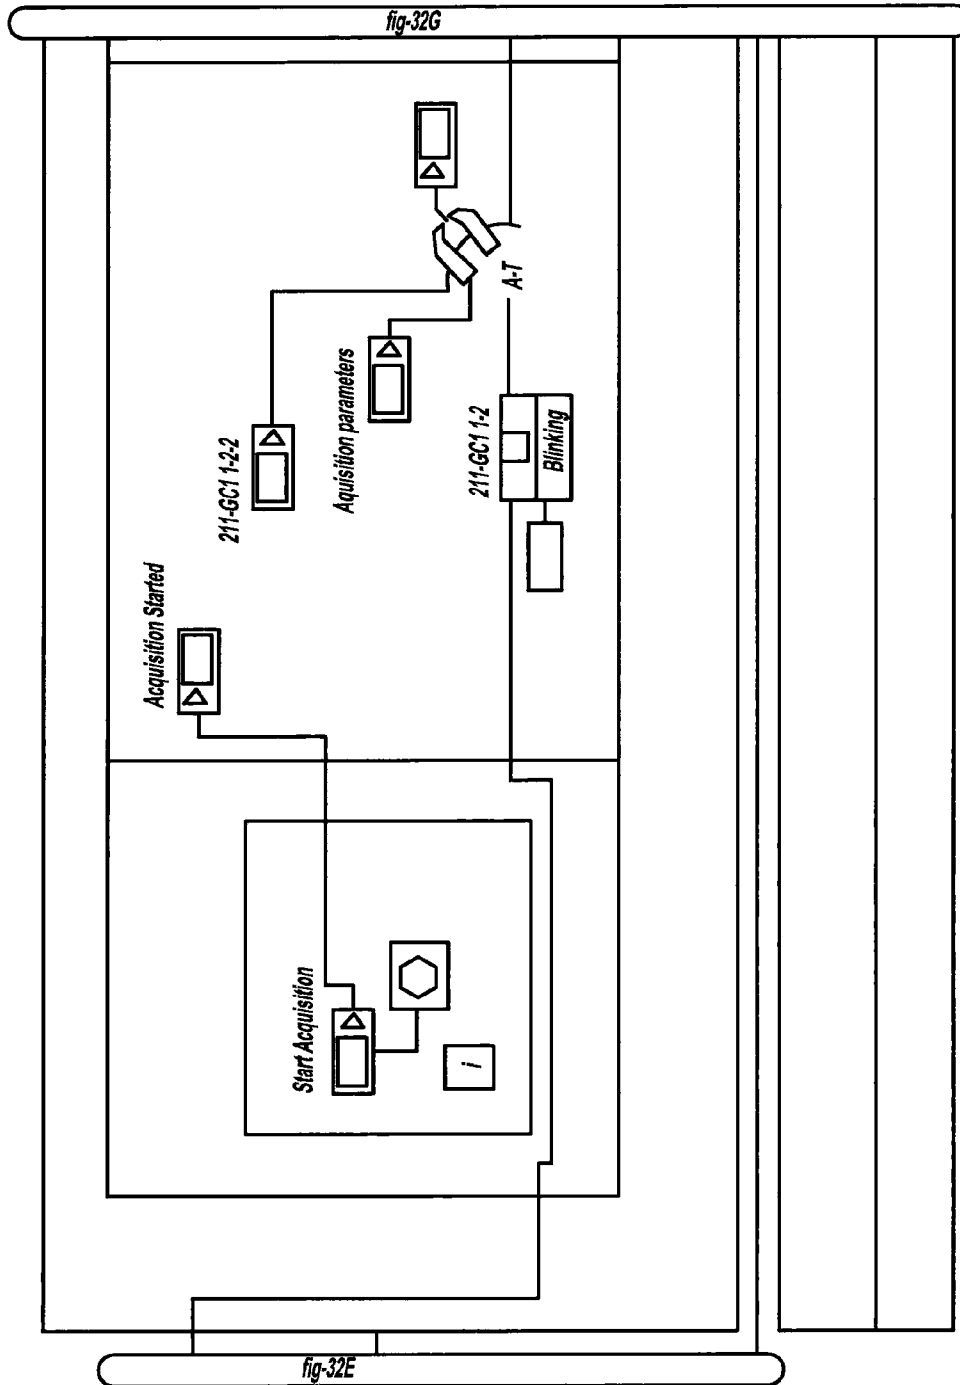 fig-32G
211-GC1 1-2-2
Aquisition parameters
A-T
211-GC1 1-2
Blinking
Acquisition Started
Start Acquisition
i
fig-32E